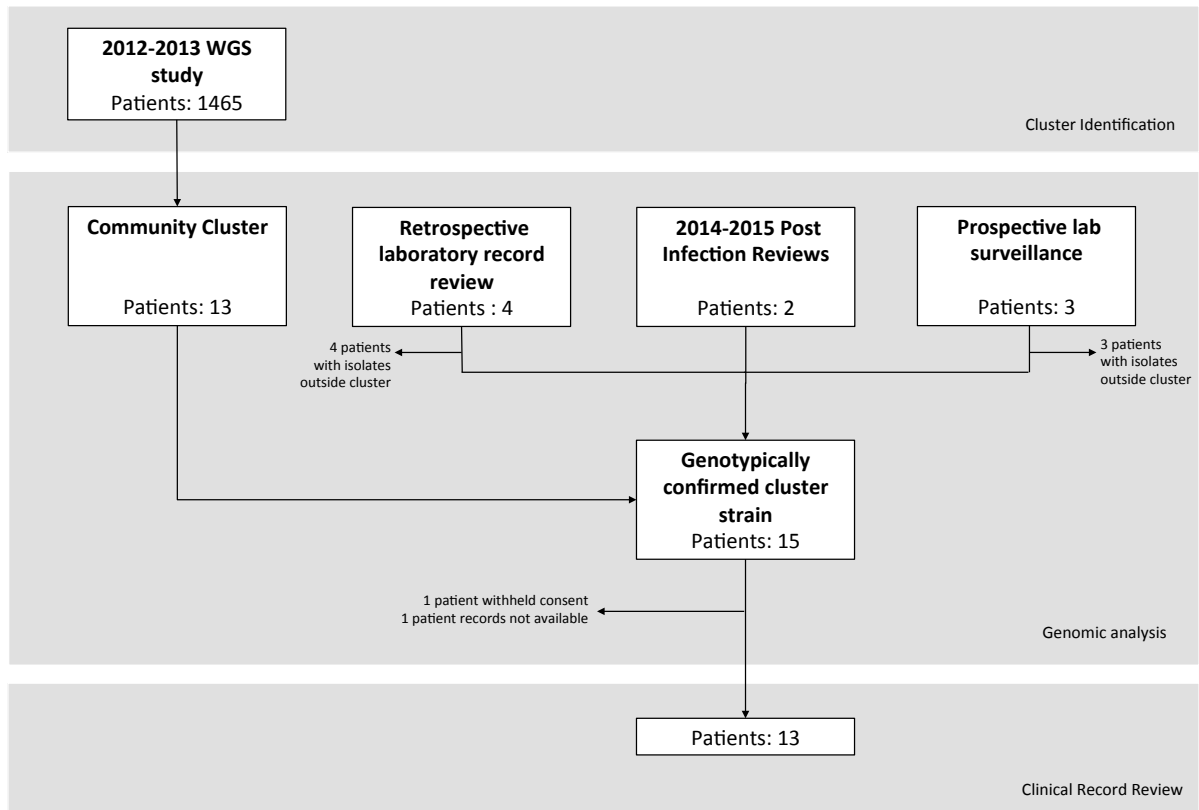 2012-2013 WGS
study
Patients: 1465
Cluster Identification
Community Cluster
Patients: 13
Retrospective
laboratory record
review
Patients : 4
2014-2015 Post
Infection Reviews
Patients: 2
Prospective lab
surveillance
Patients: 3
4 patients
with isolates
outside cluster
3 patients
with isolates
outside cluster
Genotypically
confirmed cluster
strain
Patients: 15
1 patient withheld consent
1 patient records not available
Genomic analysis
Patients: 13
Clinical Record Review